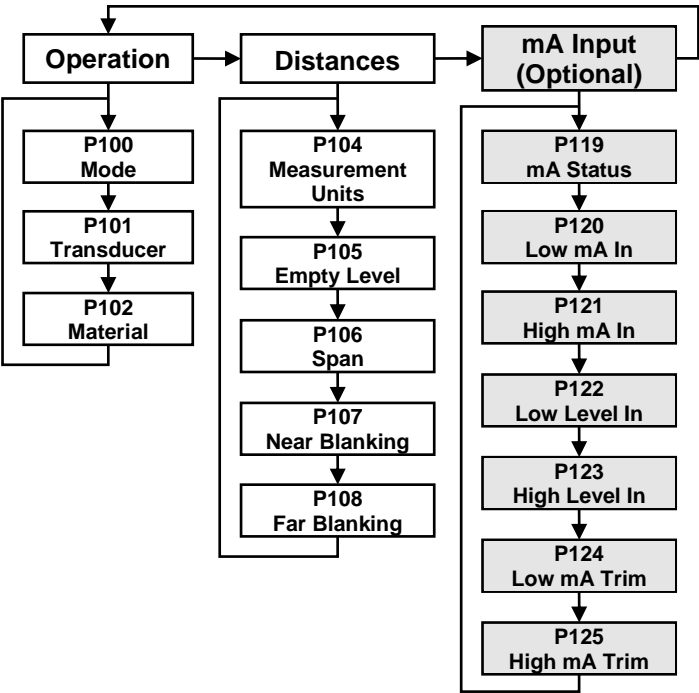 Operation
P100
Mode
P101
Transducer
P102
Material
Distances
P104
Measurement
Units
P105
Empty Level
P106
Span
P107
Near Blanking
P108
Far Blanking
mA Input
(Optional)
P119
mA Status
P120
Low mA In
P121
High mA In
P122
Low Level In
P123
High Level In
P124
Low mA Trim
P125
High mA Trim